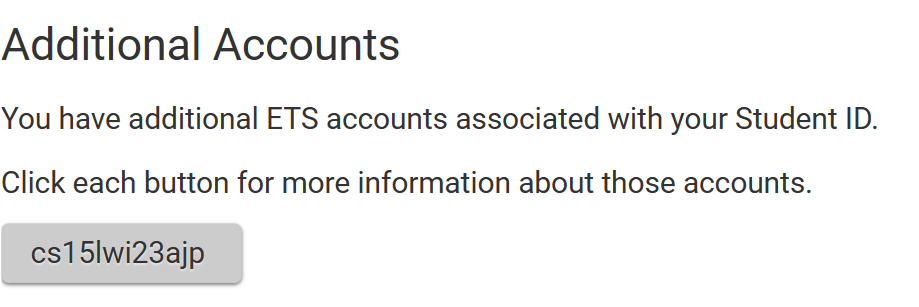 Additional Accounts
You have additional ETS accounts associated with your Student ID.
Click each button for more information about those accounts.
cs15lwi23ajp